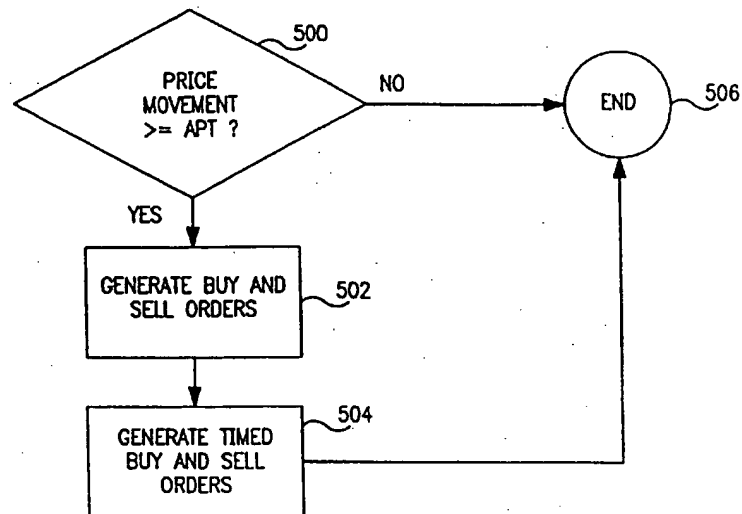 500
PRICE
MOVEMENT
>= APT ?
NO
END
506
YES
GENERATE BUY AND
SELL ORDERS
502
504
GENERATE TIMED
BUY AND SELL
ORDERS